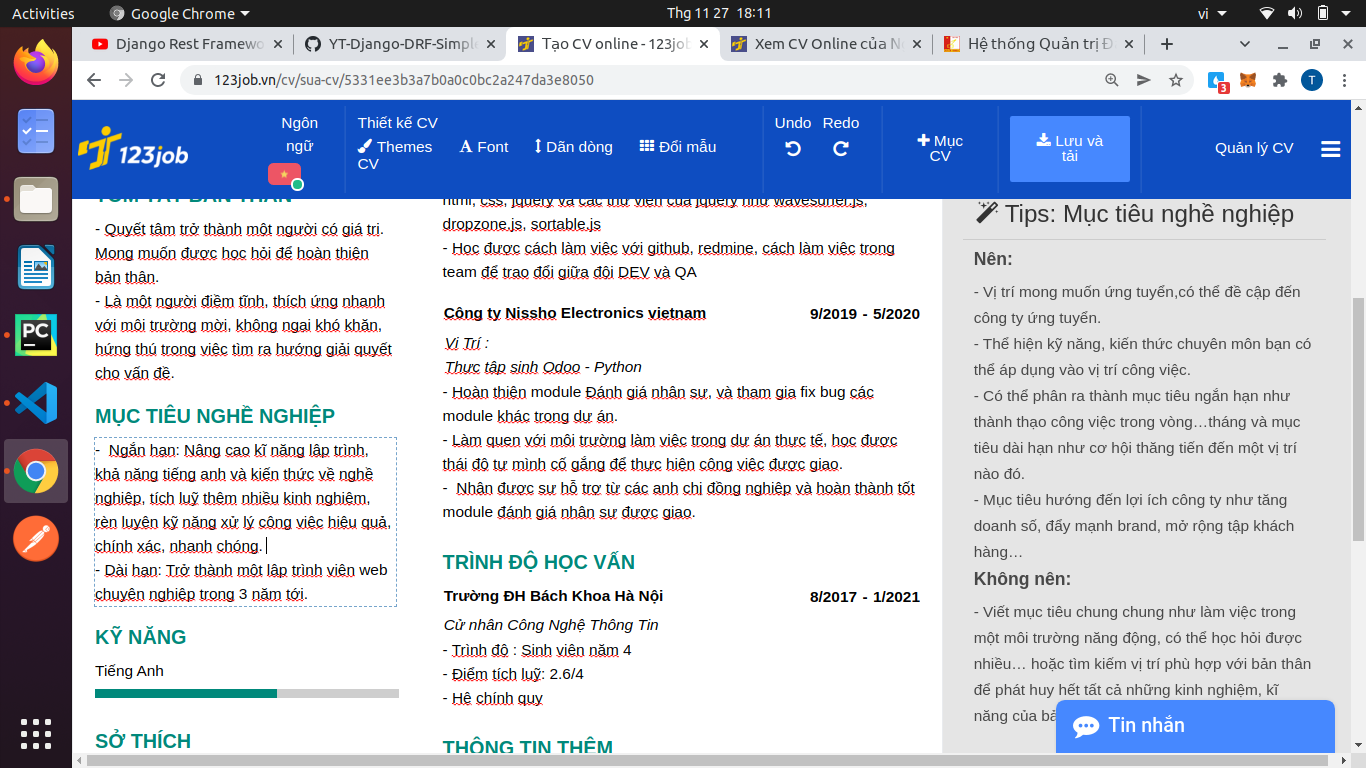 Activities
Google Chrome
Thg 11 27 18:11
vi
Django Rest Framewo
YT-Django-DRF-Simple
Tạo CV online - 123job
Xem CV Online của N
Hệ thống Quản trị Đ
123job.vn/cv/sua-cv/5331ee3b3a7b0a0c0bc2a247da3e8050
3
T
123job
Ngôn
ngữ
Thiết kế CV
Themes
CV
Font
Dãn dòng
Đổi mẫu
Undo
Redo
Mục
CV
Lưu và
tải
Quản lý CV
TÓM TẮT BẢN THÂN
- Quyết tâm trở thành một người có giá trị.
Mong muốn được học hỏi để hoàn thiện
bản thân.
- Là một người điềm tĩnh, thích ứng nhanh
với môi trường mời, không ngại khó khăn,
hứng thú trong việc tìm ra hướng giải quyết
cho vấn đề.
MỤC TIÊU NGHỀ NGHIỆP
- Ngắn hạn: Nâng cao kĩ năng lập trình,
khả năng tiếng anh và kiến thức về nghề
nghiệp, tích luỹ thêm nhiều kinh nghiệm,
rèn luyện kỹ năng xử lý công việc hiệu quả,
chính xác, nhanh chóng.
- Dài hạn: Trở thành một lập trình viên web
chuyên nghiệp trong 3 năm tới.
KỸ NĂNG
Tiếng Anh
SỞ THÍCH
html, css, jquery và các thư viện của jquery như wavesurfer.js,
dropzone.js, sortable.js
- Học được cách làm việc với github, redmine, cách làm việc trong
team để trao đổi giữa đội DEV và QA
Công ty Nissho Electronics vietnam
9/2019 - 5/2020
Vị Trí :
Thực tập sinh Odoo - Python
- Hoàn thiện module Đánh giá nhân sự, và tham gia fix bug các
module khác trong dự án.
- Làm quen với môi trường làm việc trong dự án thực tế, học được
thái độ tự mình cố gắng để thực hiện công việc được giao.
- Nhận được sự hỗ trợ từ các anh chị đồng nghiệp và hoàn thành tốt
module đánh giá nhân sự được giao.
TRÌNH ĐỘ HỌC VẤN
Trường ĐH Bách Khoa Hà Nội
8/2017 - 1/2021
Cử nhân Công Nghệ Thông Tin
- Trình độ : Sinh viên năm 4
- Điểm tích luỹ: 2.6/4
- Hệ chính quy
THÔNG TIN THÊM
Tips: Mục tiêu nghề nghiệp
Nên:
- Vị trí mong muốn ứng tuyển,có thể đề cập đến
công ty ứng tuyển.
- Thể hiện kỹ năng, kiến thức chuyên môn bạn có
thể áp dụng vào vị trí công việc.
- Có thể phân ra thành mục tiêu ngắn hạn như
thành thạo công việc trong vòng…tháng và mục
tiêu dài hạn như cơ hội thăng tiến đến một vị trí
nào đó.
- Mục tiêu hướng đến lợi ích công ty như tăng
doanh số, đẩy mạnh brand, mở rộng tập khách
hàng…
Không nên:
- Viết mục tiêu chung chung như làm việc trong
một môi trường năng động, có thể học hỏi được
nhiều… hoặc tìm kiếm vị trí phù hợp với bản thân
để phát huy hết tất cả những kinh nghiệm, kĩ
năng của
Tin nhắn
PC